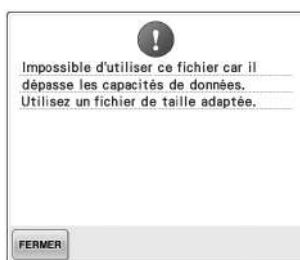 Impossible d'utiliser ce fichier car il
dépasse les capacités de données.
Utilisez un fichier de taille adaptée.
FERMER